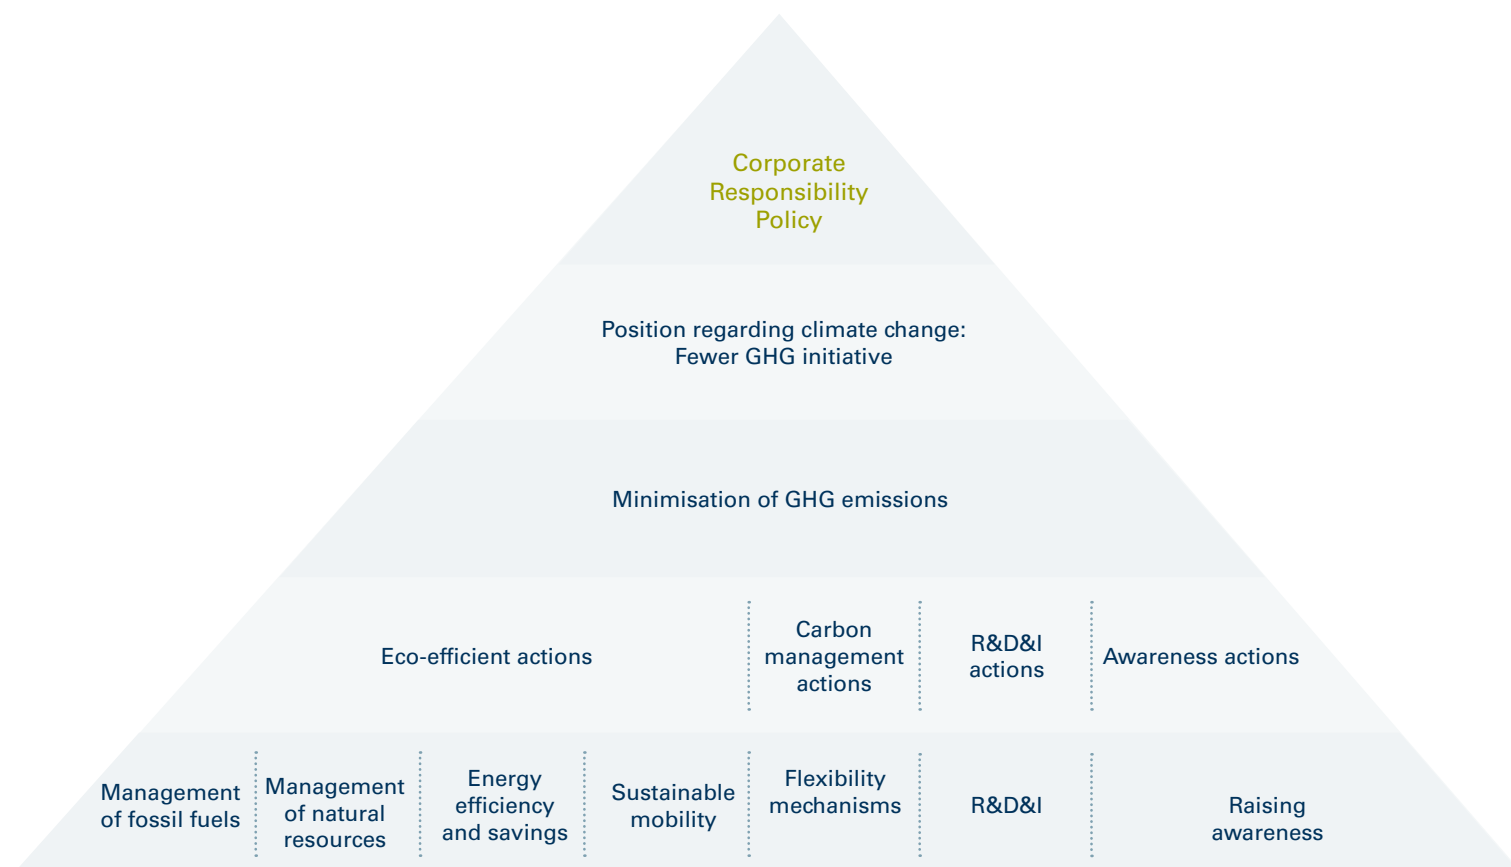 Corporate
Responsibility
Policy
Position regarding climate change:
Fewer GHG initiative
Minimisation of GHG emissions
Eco-efficient actions
Carbon
management
actions
R&D&I
actions
Awareness actions
Management
of fossil fuels
Management
of natural
resources
Energy
efficiency
and savings
Sustainable
mobility
Flexibility
mechanisms
R&D&I
Raising
awareness